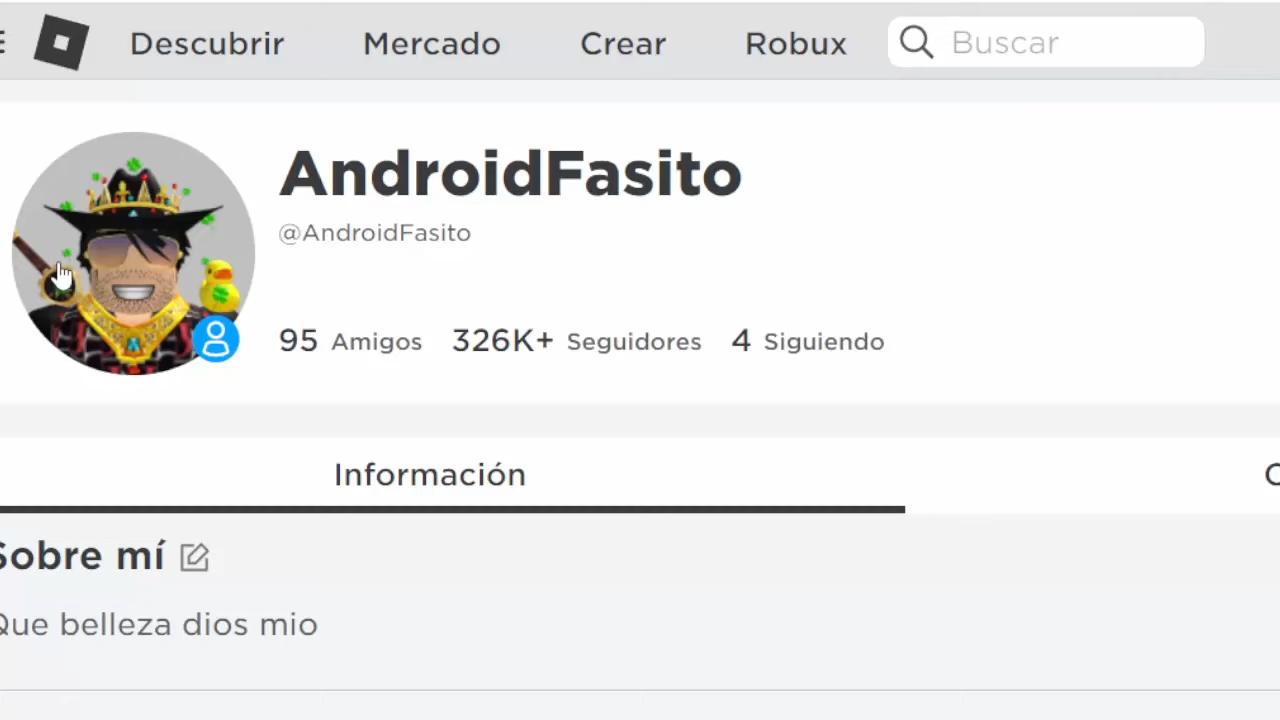 Descubrir Mercado Crear Robux Buscar
AndroidFasito
@AndroidFasito
95 Amigos 326K+ Seguidores 4 Siguiendo
Información C
Sobre mí
Que belleza dios mio